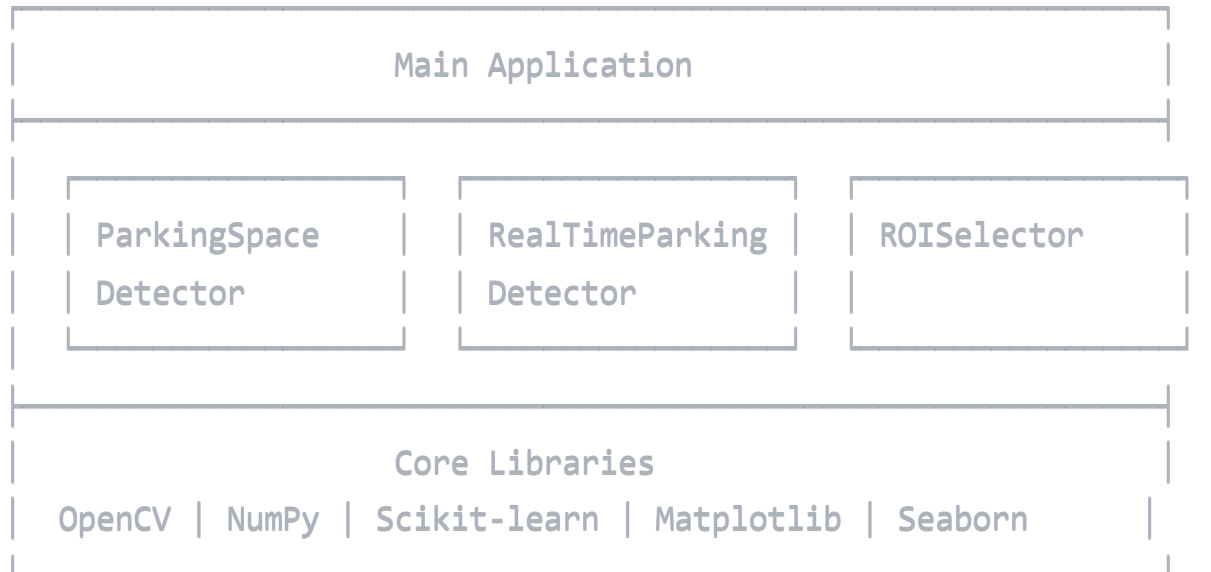 Main Application
ParkingSpace RealTimeParking ROISelector
Detector Detector
Core Libraries
OpenCV | NumPy | Scikit-learn | Matplotlib | Seaborn